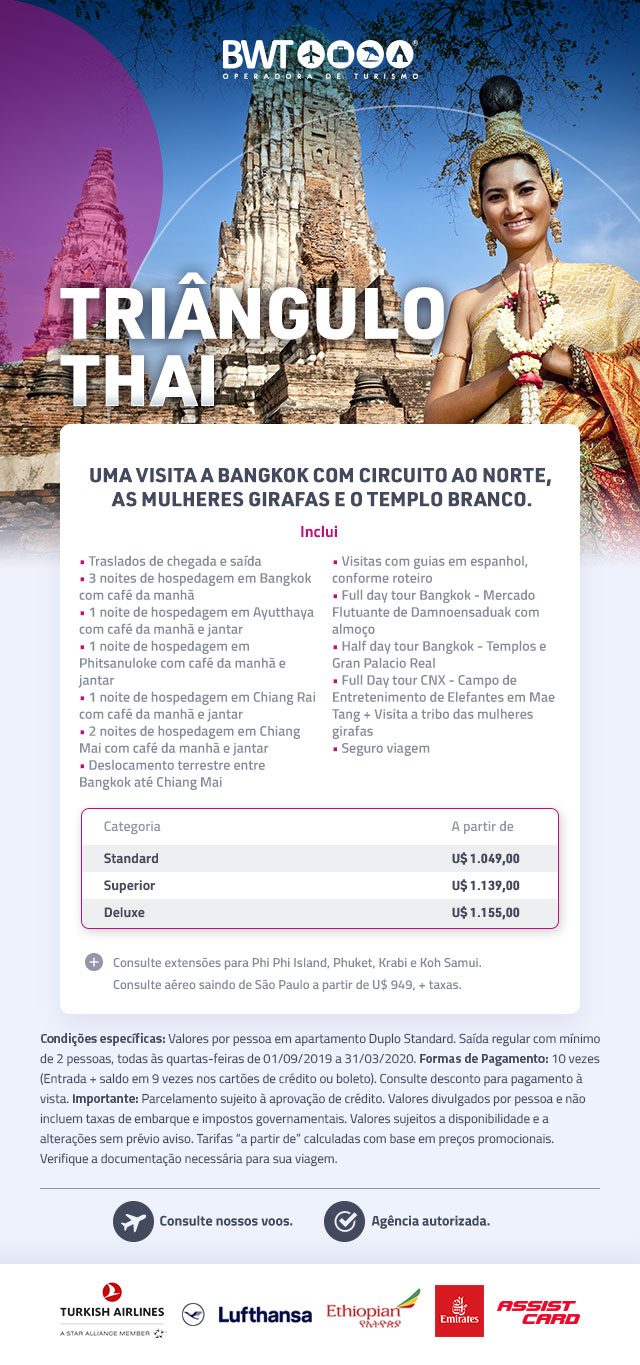 BWT
OPERADORA DE TURISMO
TRIÂNGULO
THAI
UMA VISITA A BANGKOK COM CIRCUITO AO NORTE,
AS MULHERES GIRAFAS E O TEMPLO BRANCO.
Inclui
▪ Traslados de chegada e saída
▪ 3 noites de hospedagem em Bangkok
com café da manhã
▪ 1 noite de hospedagem em Ayutthaya
com café da manhã e jantar
▪ 1 noite de hospedagem em
Phitsanuloke com café da manhã e
jantar
▪ 1 noite de hospedagem em Chiang Rai
com café da manhã e jantar
▪ 2 noites de hospedagem em Chiang
Mai com café da manhã e jantar
▪ Deslocamento terrestre entre
Bangkok até Chiang Mai
▪ Visitas com guias em espanhol,
conforme roteiro
▪ Full day tour Bangkok - Mercado
Flutuante de Damnoensaduak com
almoço
▪ Half day tour Bangkok - Templos e
Gran Palacio Real
▪ Full Day tour CNX - Campo de
Entretenimento de Elefantes em Mae
Tang + Visita a tribo das mulheres
girafas
▪ Seguro viagem
Categoria A partir de
Standard U$ 1.049,00
Superior U$ 1.139,00
Deluxe U$ 1.155,00
Consulte extensões para Phi Phi Island, Phuket, Krabi e Koh Samui.
Consulte aéreo saindo de São Paulo a partir de U$ 949, + taxas.
Condições específicas: Valores por pessoa em apartamento Duplo Standard. Saída regular com mínimo
de 2 pessoas, todas às quartas-feiras de 01/09/2019 a 31/03/2020. Formas de Pagamento: 10 vezes
(Entrada + saldo em 9 vezes nos cartões de crédito ou boleto). Consulte desconto para pagamento à
vista. Importante: Parcelamento sujeito à aprovação de crédito. Valores divulgados por pessoa e não
incluem taxas de embarque e impostos governamentais. Valores sujeitos a disponibilidade e a
alterações sem prévio aviso. Tarifas “a partir de” calculadas com base em preços promocionais.
Verifique a documentação necessária para sua viagem.
Consulte nossos voos. Agência autorizada.
TURKISH AIRLINES
A STAR ALLIANCE MEMBER
Lufthansa
Ethiopian
የኢትዮጵያ
Emirates
ASSIST
CARD